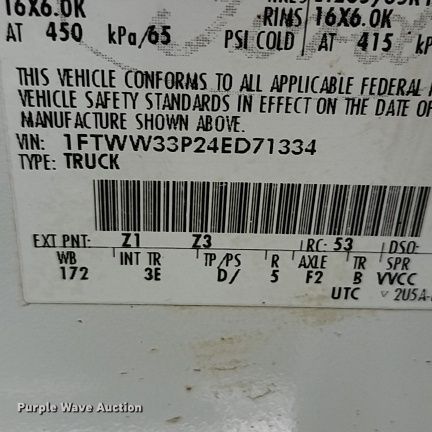 16X6.0K
RIMS 16X6.0K
AT 450 kPa/65 PSI COLD AT 415
THIS VEHICLE CONFORMS TO ALL APPLICABLE FEDERAL
VEHICLE SAFETY STANDARDS IN EFFECT ON THE DATE OF
MANUFACTURE SHOWN ABOVE.
VIN: 1FTWW33P24ED71334
TYPE: TRUCK
EXT PNT: Z1 Z3 RC: 53 DSO:
WB INT TR TP/PS R AXLE TR SPR
172 3E D/ 5 F2 B VVCC
UTC
Purple Wave Auction